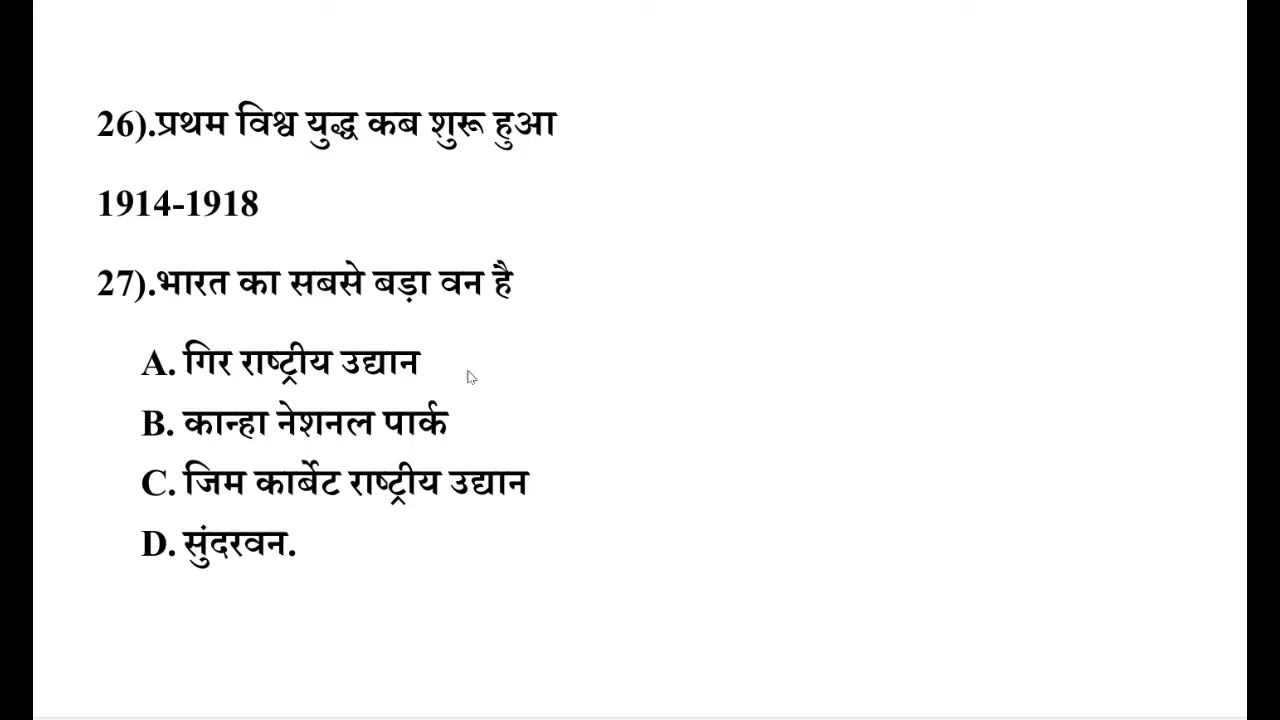 26).प्रथम विश्व युद्ध कब शुरू हुआ
1914-1918
27).भारत का सबसे बड़ा वन है
A. गिर राष्ट्रीय उद्यान
B. कान्हा नेशनल पार्क
C. जिम कार्बेट राष्ट्रीय उद्यान
D. सुंदरवन.